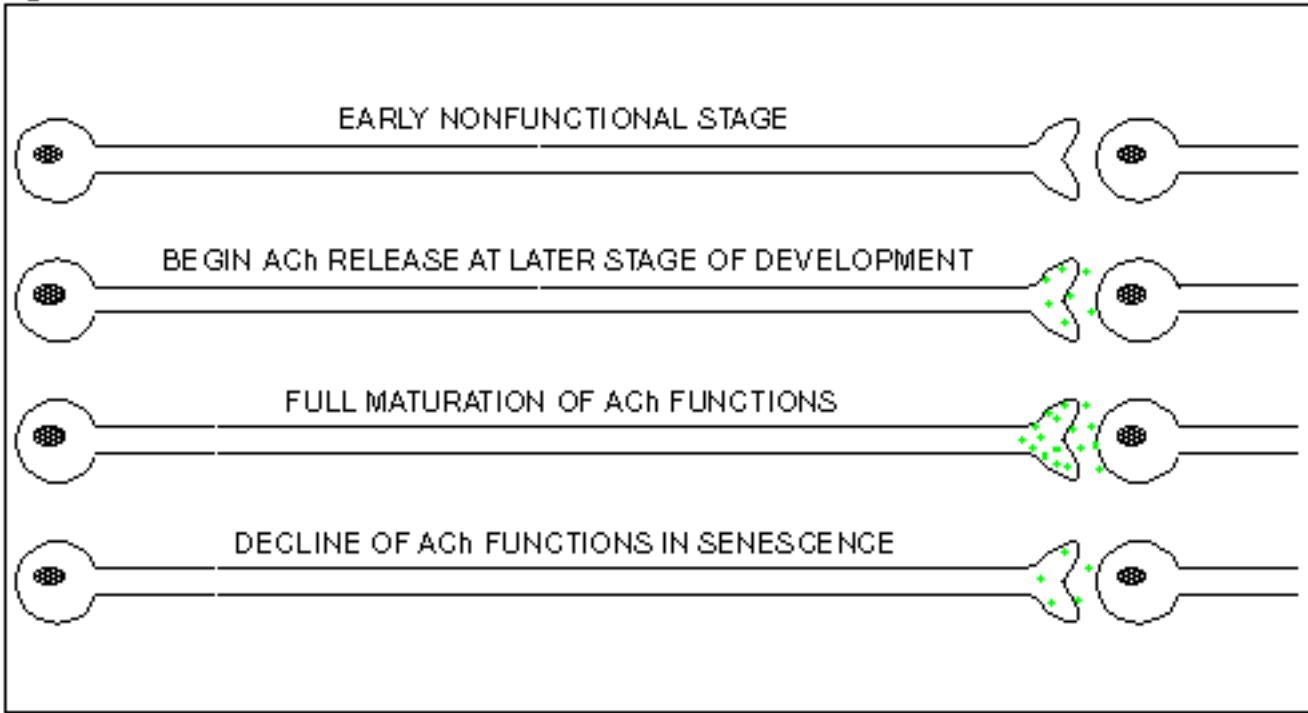 EARLY NONFUNCTIONAL STAGE
BEGIN ACh RELEASE AT LATER STAGE OF DEVELOPMENT
FULL MATURATION OF ACh FUNCTIONS
DECLINE OF ACh FUNCTIONS IN SENESCENCE